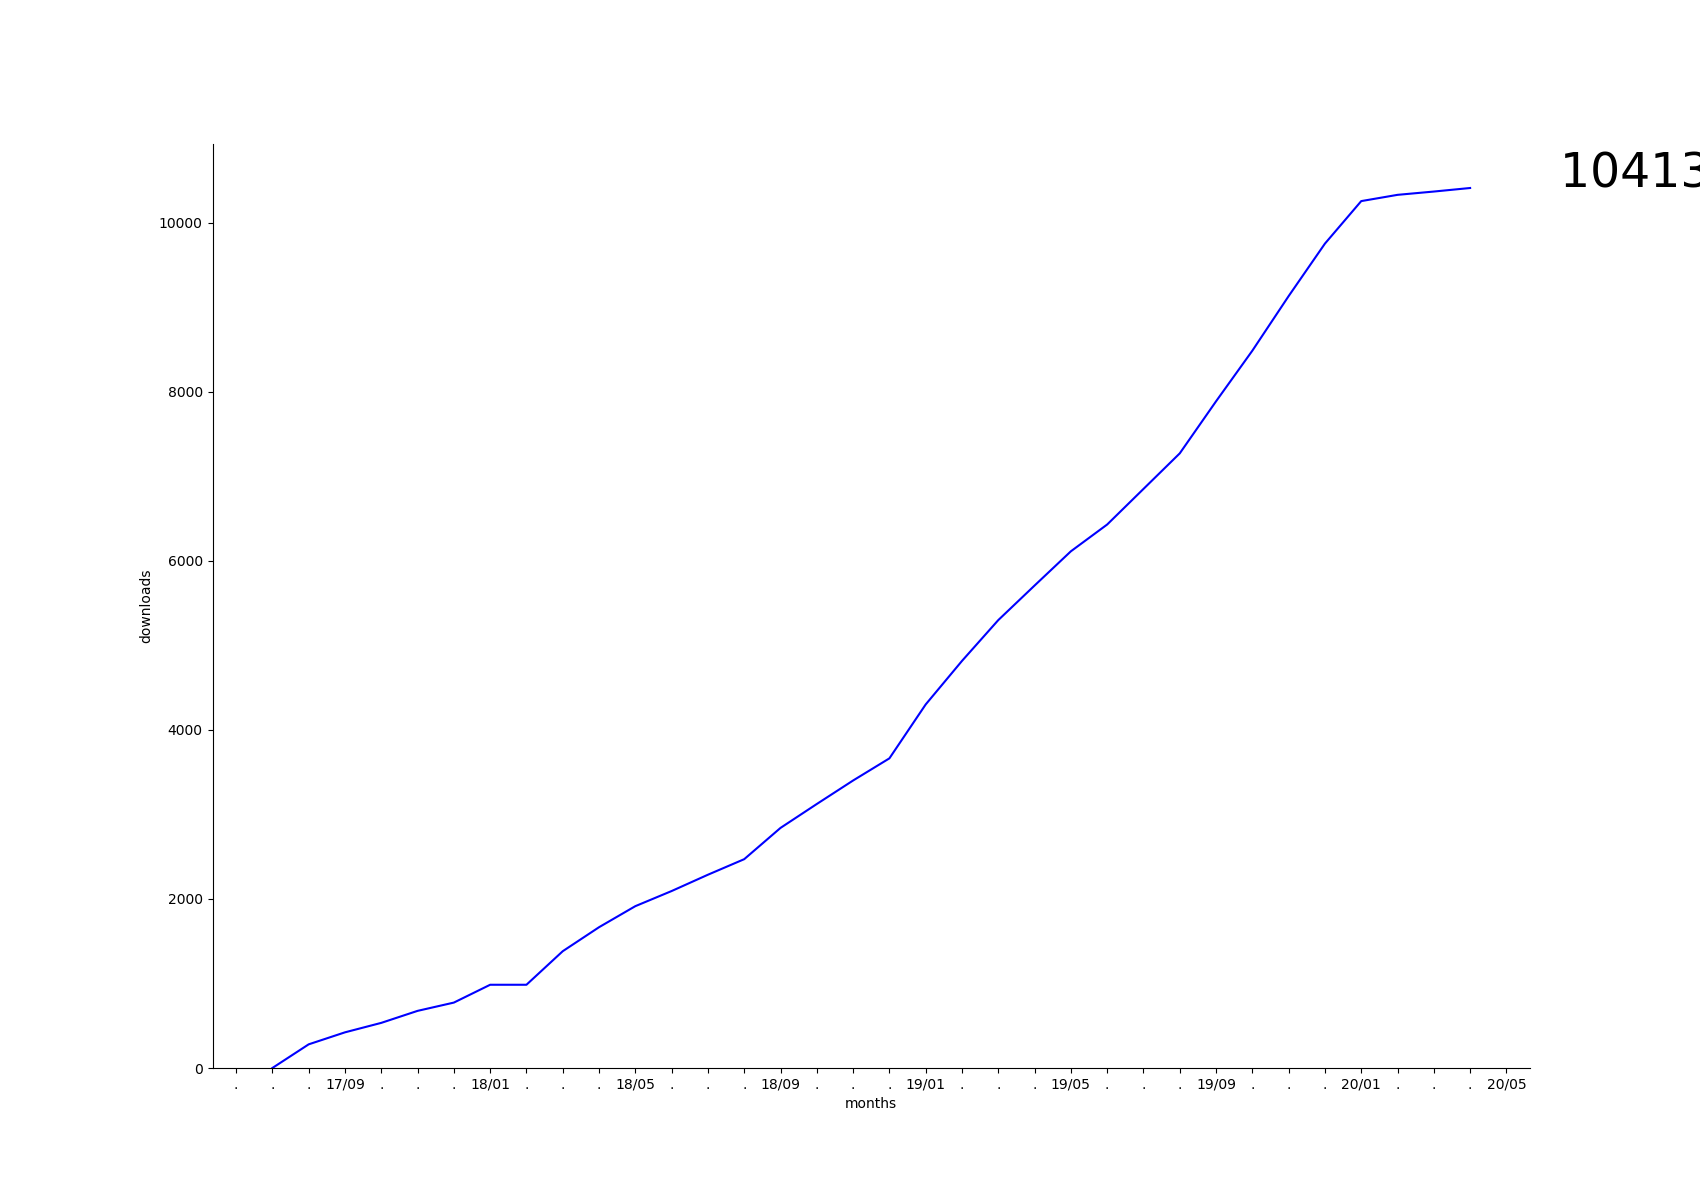 10413
10000
8000
6000
4000
2000
0
downloads
. . . 17/09 . . . 18/01 . . . 18/05 . . . 18/09 . . . 19/01 . . . 19/05 . . . 19/09 . . . 20/01 . . . 20/05
months